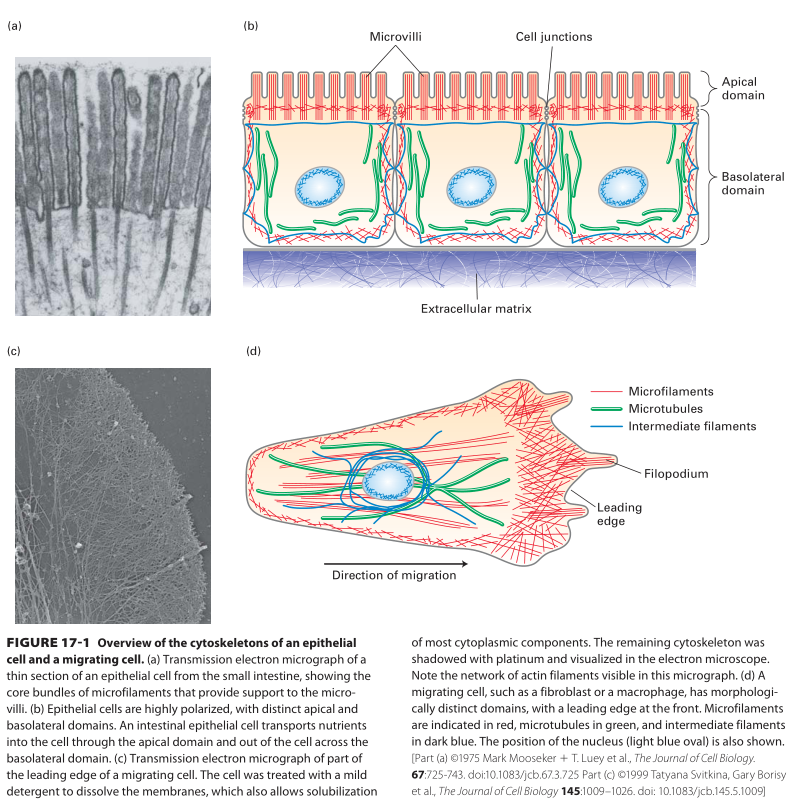 (a)
(b)
Microvilli
Cell junctions
Apical
domain
Basolateral
domain
Extracellular matrix
(c)
(d)
Microfilaments
Microtubules
Intermediate filaments
Filopodium
Leading
edge
Direction of migration
FIGURE 17-1 Overview of the cytoskeletons of an epithelial
cell and a migrating cell. (a) Transmission electron micrograph of a
thin section of an epithelial cell from the small intestine, showing the
core bundles of microfilaments that provide support to the micro-
villi. (b) Epithelial cells are highly polarized, with distinct apical and
basolateral domains. An intestinal epithelial cell transports nutrients
into the cell through the apical domain and out of the cell across the
basolateral domain. (c) Transmission electron micrograph of part of
the leading edge of a migrating cell. The cell was treated with a mild
detergent to dissolve the membranes, which also allows solubilization
of most cytoplasmic components. The remaining cytoskeleton was
shadowed with platinum and visualized in the electron microscope.
Note the network of actin filaments visible in this micrograph. (d) A
migrating cell, such as a fibroblast or a macrophage, has morphologi-
cally distinct domains, with a leading edge at the front. Microfilaments
are indicated in red, microtubules in green, and intermediate filaments
in dark blue. The position of the nucleus (light blue oval) is also shown.
[Part (a) ©1975 Mark Mooseker + T. Luey et al., The Journal of Cell Biology.
67:725-743. doi:10.1083/jcb.67.3.725 Part (c) ©1999 Tatyana Svitkina, Gary Borisy
et al., The Journal of Cell Biology 145:1009–1026. doi: 10.1083/jcb.145.5.1009]